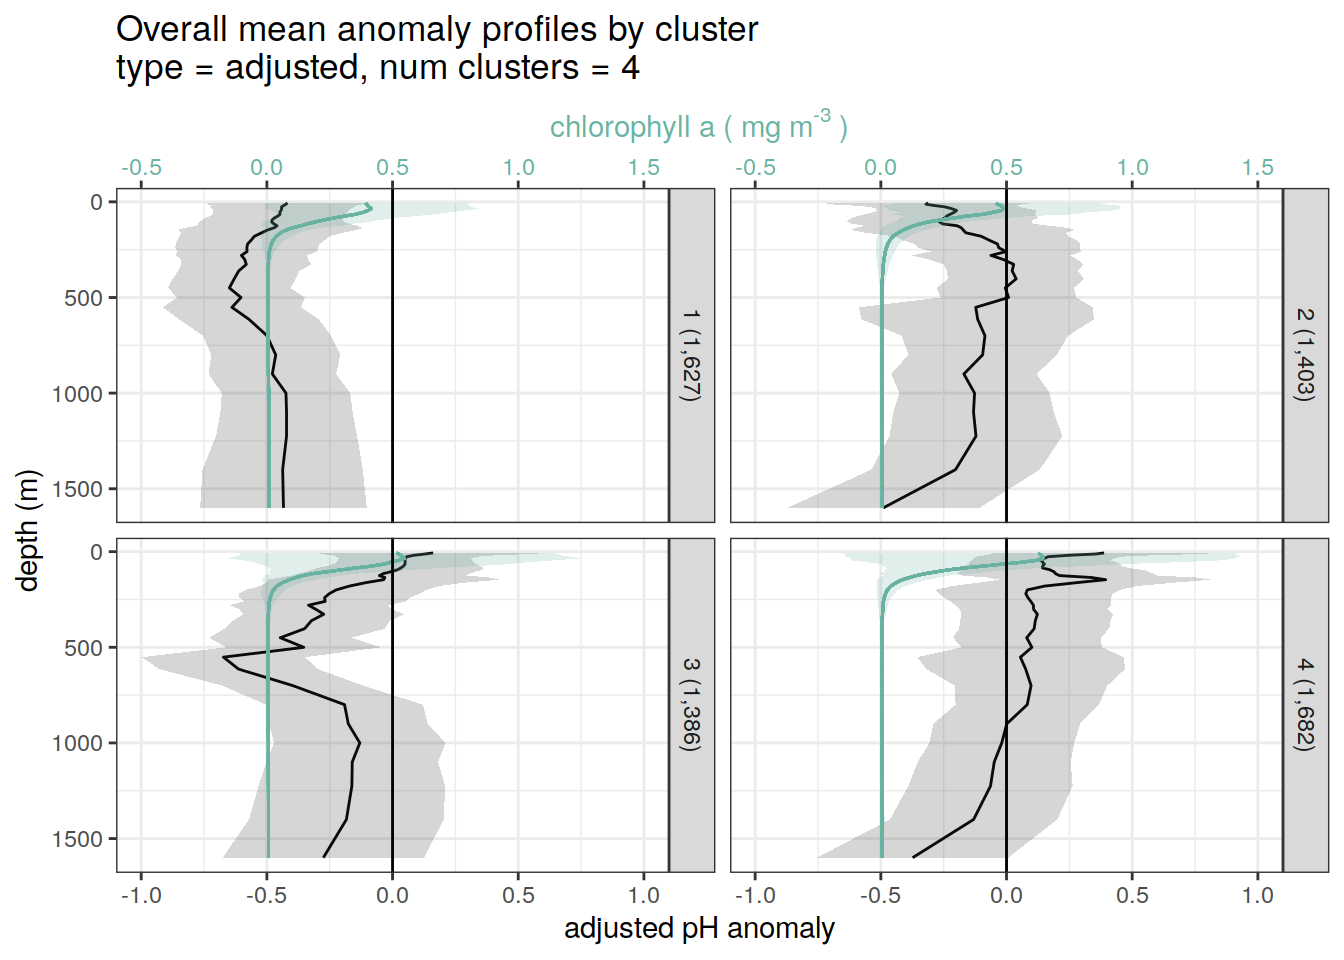 Overall mean anomaly profiles by cluster
type = adjusted, num clusters = 4
chlorophyll a ( mg m-3 )
-0.5 0.0 0.5 1.0 1.5 -0.5 0.0 0.5 1.0 1.5
0
500
1000
1500
1 (1,627)
2 (1,403)
depth (m)
0
500
1000
1500
3 (1,386)
4 (1,682)
-1.0 -0.5 0.0 0.5 1.0 -1.0 -0.5 0.0 0.5 1.0
adjusted pH anomaly